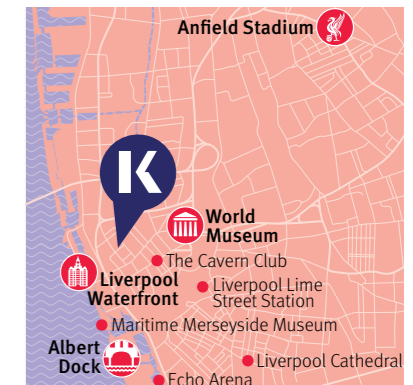 Anfield Stadium
K
World
Museum
The Cavern Club
Liverpool
Waterfront
Liverpool Lime
Street Station
Maritime Merseyside Museum
Albert
Dock
Liverpool Cathedral
Echo Arena